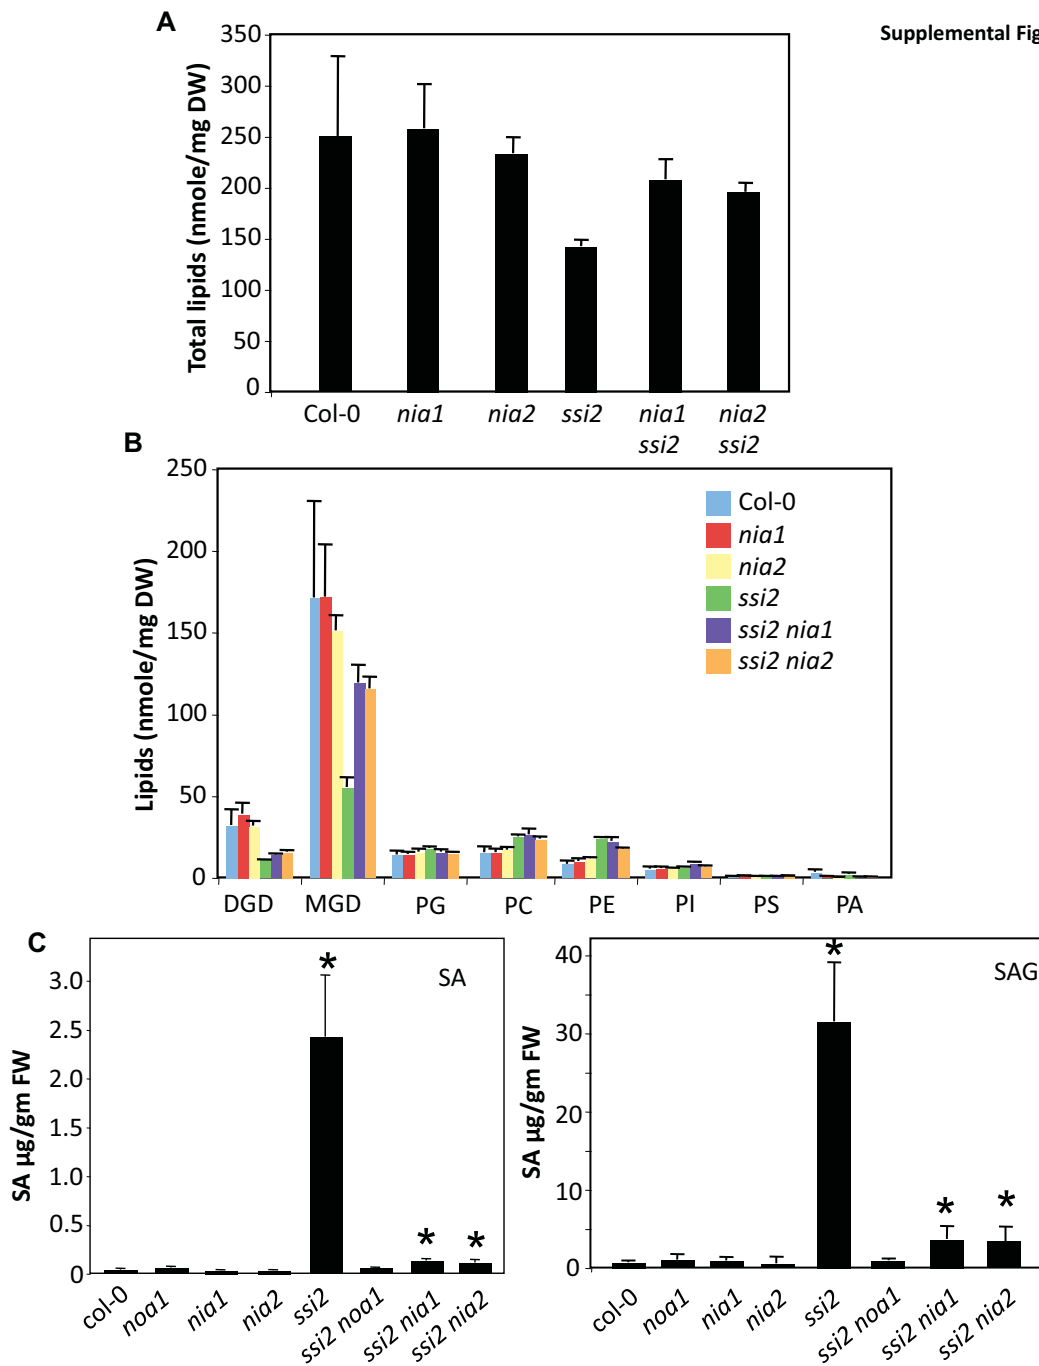 A
Supplemental Fig
350
300
250
200
150
100
50
0
Total lipids (nmole/mg DW)
Col-0 nia1 nia2 ssi2 nia1 nia2
ssi2 ssi2
B
250
200
150
100
50
0
Lipids (nmole/mg DW)
Col-0
nia1
nia2
ssi2
ssi2 nia1
ssi2 nia2
DGD MGD PG PC PE PI PS PA
C
SA
3.0
2.5
2.0
1.5
1.0
0.5
0
SA µg/gm FW
* * *
col-0 noa1 nia1 nia2 ssi2 ssi2 noa1 ssi2 nia1 ssi2 nia2
SAG
40
30
20
10
0
SA µg/gm FW
* * *
col-0 noa1 nia1 nia2 ssi2 ssi2 noa1 ssi2 nia1 ssi2 nia2